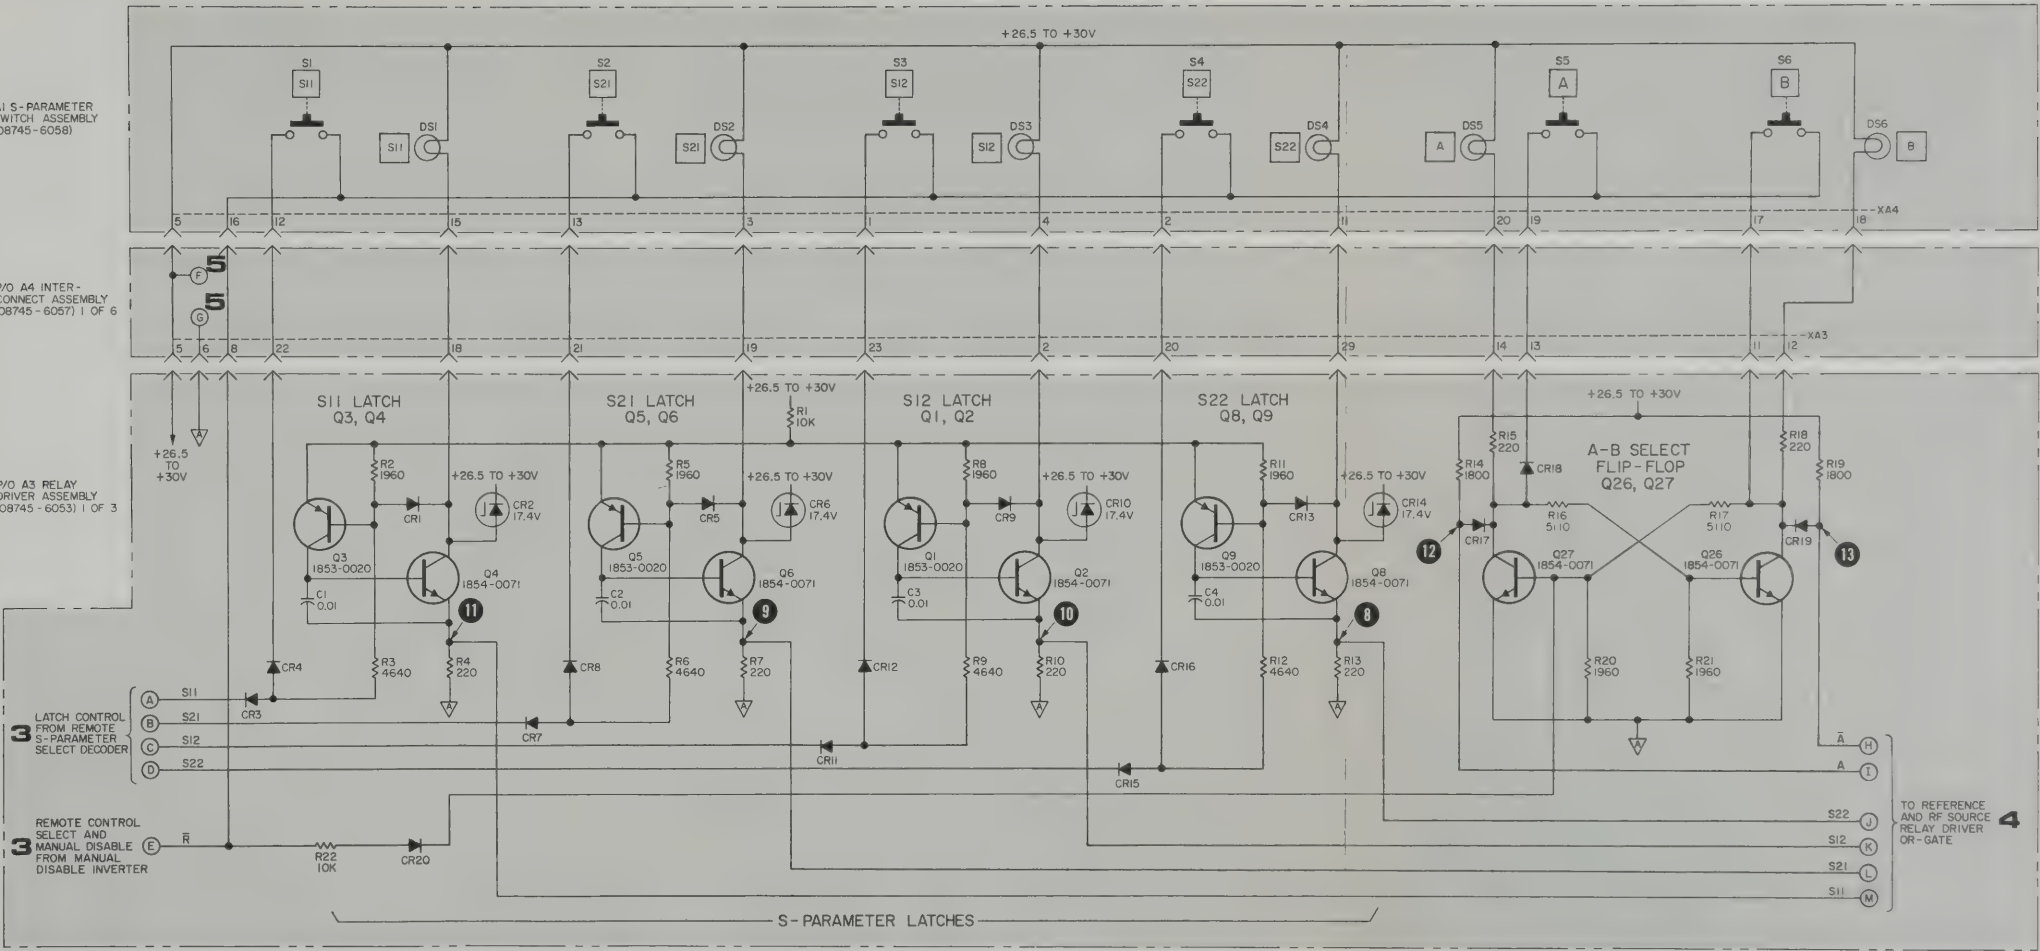 +26.5 TO +30V
S1 S2 S3 S4 S5 S6
S11 S21 S12 S22 A B
S-PARAMETER
ASSEMBLY
DS1 DS2 DS3 DS4 DS5 DS6
S11 S21 S12 S22 A B
5 16 12 15 13 3 1 4 2 11 20 19 17 18
XA4
A4 INTER-
CONNECT ASSEMBLY
08745-6057) 1 OF 6
F 5
G 5
XA3
5 6 8 22 18 21 19 23 2 20 29 14 13 11 12
S11 LATCH
Q3, Q4
S21 LATCH
Q5, Q6
S12 LATCH
Q1, Q2
S22 LATCH
Q8, Q9
A-B SELECT
FLIP-FLOP
Q26, Q27
+26.5 TO +30V
R1
10K
+26.5 TO +30V
A
+26.5
TO
+30V
A3 RELAY
DRIVER ASSEMBLY
08745-6053) 1 OF 3
R2
1960
+26.5 TO +30V
CR1
CR2
17.4V
Q3
1853-0020
Q4
1854-0071
C1
0.01
11
CR4
R3
4640
R4
220
A
R5
1960
+26.5 TO +30V
CR5
CR6
17.4V
Q5
1853-0020
Q6
1854-0071
C2
0.01
9
CR8
R6
4640
R7
220
A
R8
1960
+26.5 TO +30V
CR9
CR10
17.4V
Q1
1853-0020
Q2
1854-0071
C3
0.01
10
CR12
R9
4640
R10
220
A
R11
1960
+26.5 TO +30V
CR13
CR14
17.4V
Q9
1853-0020
Q8
1854-0071
C4
0.01
8
CR16
R12
4640
R13
220
A
R14
1800
R15
220
CR18
R18
220
R19
1800
R16
5110
R17
5110
12
CR17
CR19
13
Q27
1854-0071
Q26
1854-0071
R20
1960
R21
1960
A
3
LATCH CONTROL
FROM REMOTE
S-PARAMETER
SELECT DECODER
A S11
B S21
C S12
D S22
CR3
CR7
CR11
CR15
3
REMOTE CONTROL
SELECT AND
MANUAL DISABLE
FROM MANUAL
DISABLE INVERTER
E R̅
R22
10K
CR20
A̅ H
A I
S22 J
S12 K
S21 L
S11 M
TO REFERENCE
AND RF SOURCE
RELAY DRIVER
OR-GATE
4
S-PARAMETER LATCHES